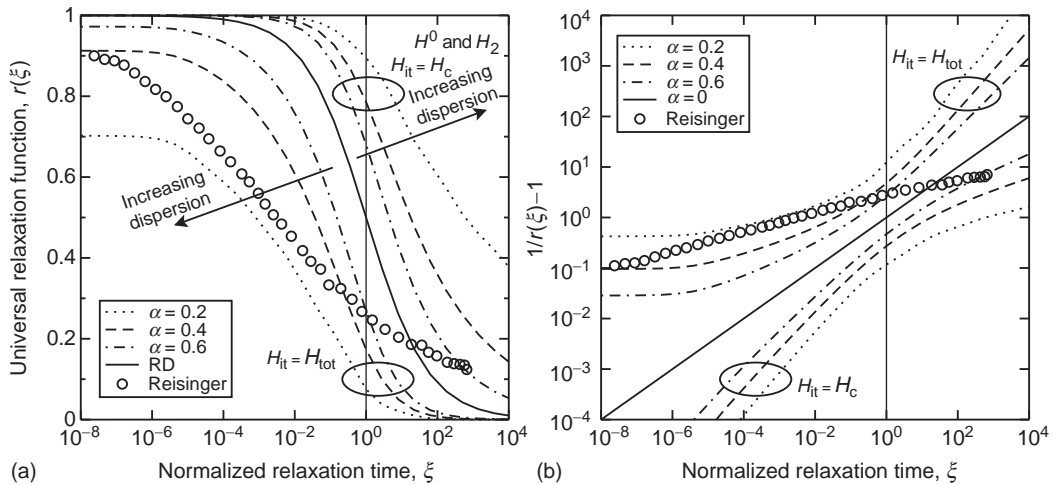 1
0.8
0.6
0.4
0.2
0
Universal relaxation function, r(ξ)
H⁰ and H₂
H_it = H_c
Increasing dispersion
Increasing dispersion
H_it = H_tot
α = 0.2
α = 0.4
α = 0.6
RD
Reisinger
10⁻⁸ 10⁻⁶ 10⁻⁴ 10⁻² 10⁰ 10² 10⁴
(a) Normalized relaxation time, ξ
10⁴
10³
10²
10¹
10⁰
10⁻¹
10⁻²
10⁻³
10⁻⁴
1/r(ξ)−1
α = 0.2
α = 0.4
α = 0.6
α = 0
Reisinger
H_it = H_tot
H_it = H_c
10⁻⁸ 10⁻⁶ 10⁻⁴ 10⁻² 10⁰ 10² 10⁴
(b) Normalized relaxation time, ξ